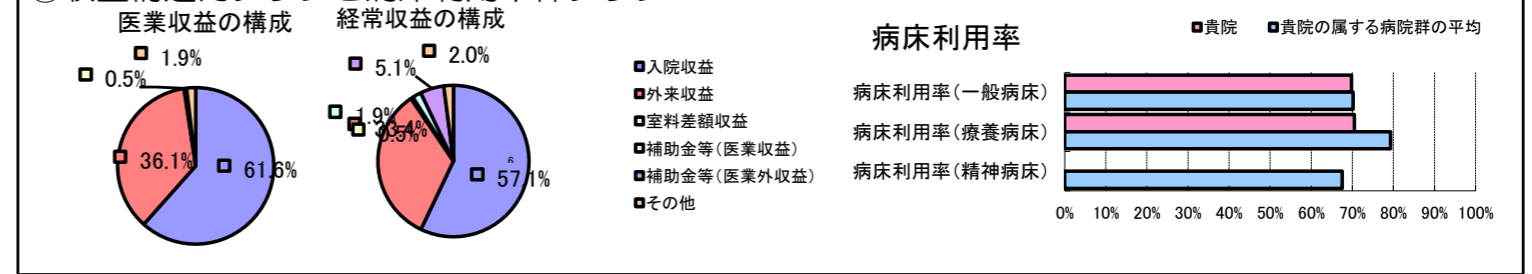 医業収益の構成
1.9%
0.5%
36.1%
61.6%
経常収益の構成
2.0%
5.1%
1.9%
0.5%
33.4%
57.1%
入院収益
外来収益
室料差額収益
補助金等(医業収益)
補助金等(医業外収益)
その他
病床利用率
貴院
貴院の属する病院群の平均
病床利用率(一般病床)
病床利用率(療養病床)
病床利用率(精神病床)
0% 10% 20% 30% 40% 50% 60% 70% 80% 90% 100%